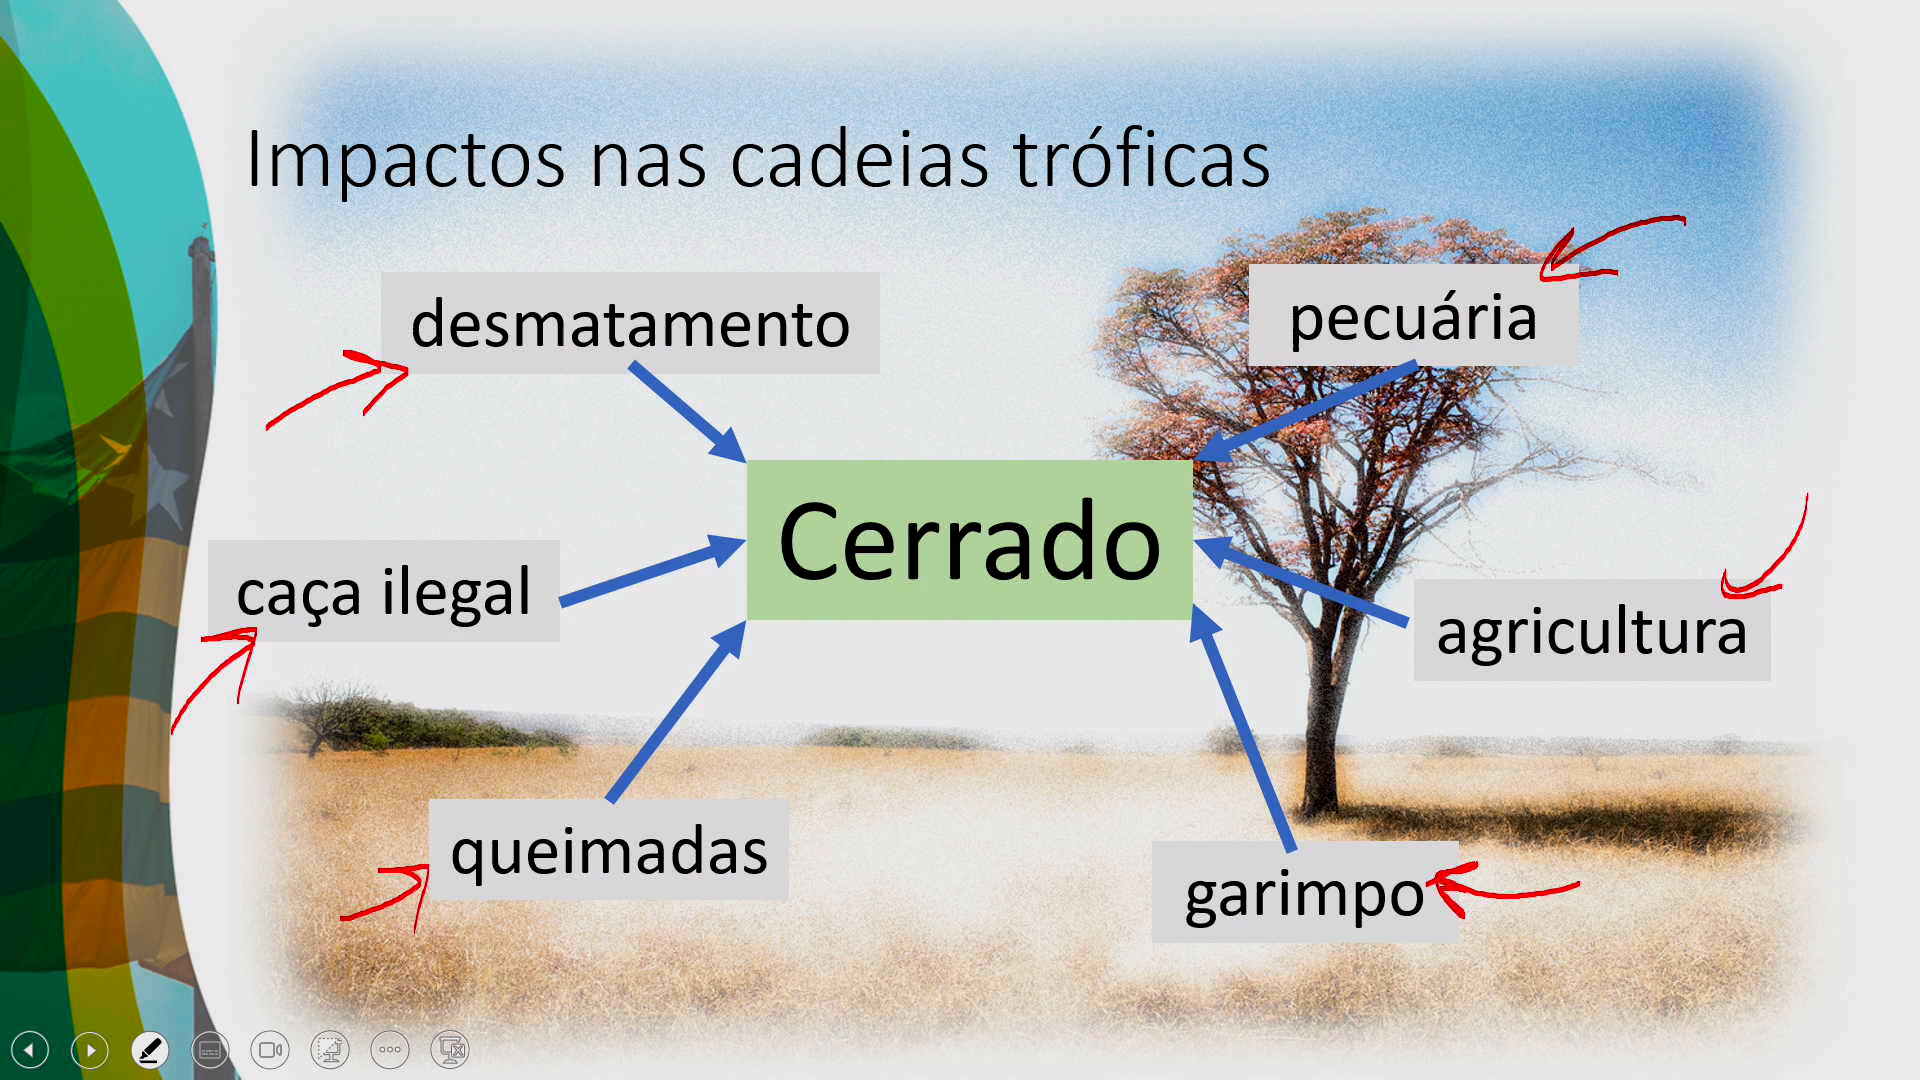 Impactos nas cadeias tróficas
desmatamento
pecuária
Cerrado
caça ilegal
agricultura
queimadas
garimpo